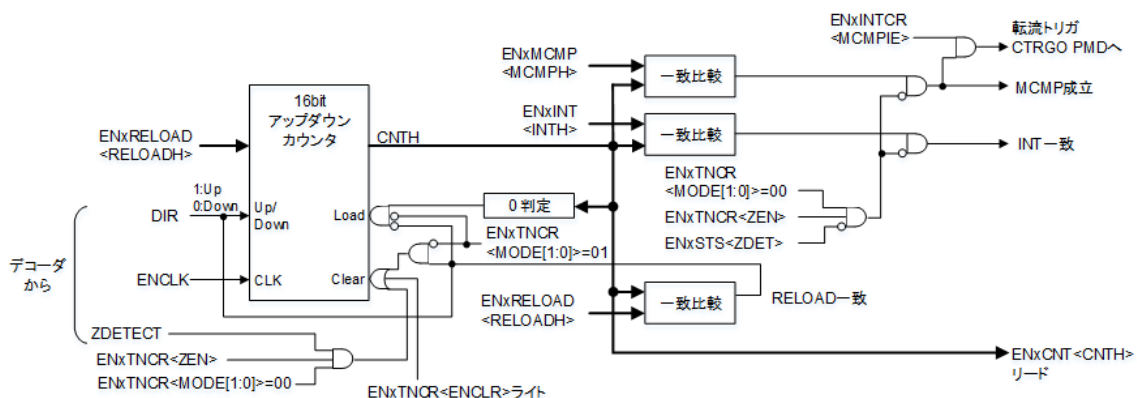 ENxINTCR
<MCMPIE>
転流トリガ
CTRGO PMDへ
ENxMCMP
<MCMPH>
一致比較
MCMP成立
16bit
アップダウン
カウンタ
CNTH
ENxRELOAD
<RELOADH>
ENxINT
<INTH>
一致比較
INT一致
1:Up
0:Down
DIR
Up/
Down
Load
0判定
ENxTNCR
<MODE[1:0]>=00
ENxTNCR<ZEN>
ENxSTS<ZDET>
ENxTNCR
<MODE[1:0]>=01
デコーダ
から
ENCLK
CLK
Clear
ENxRELOAD
<RELOADH>
一致比較
RELOAD一致
ZDETECT
ENxTNCR<ZEN>
ENxTNCR<MODE[1:0]>=00
ENxTNCR<ENCLR>ライト
ENxCNT<CNTH>
リード